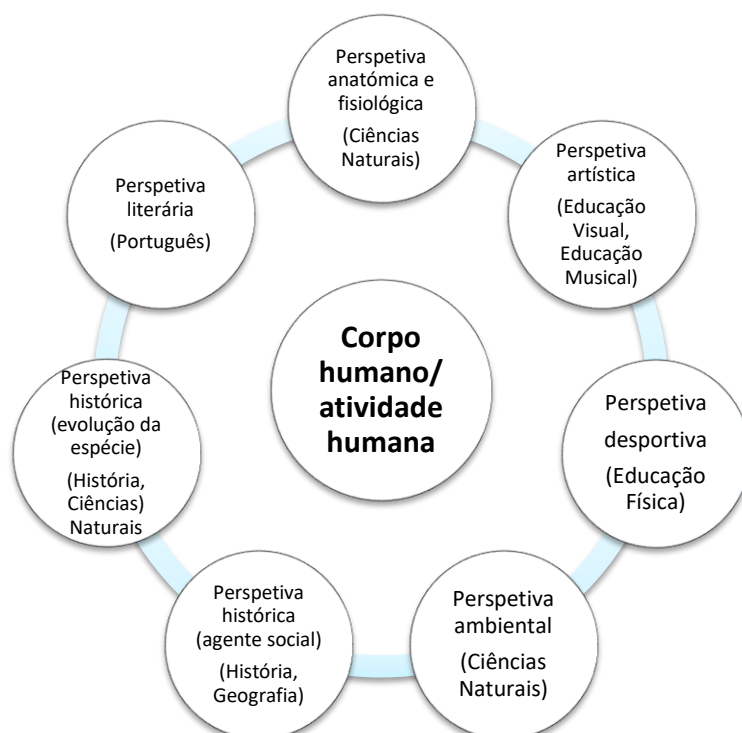 Perspetiva
anatómica e
fisiológica
(Ciências
Naturais)
Perspetiva
artística
(Educação
Visual,
Educação
Musical)
Perspetiva
desportiva
(Educação
Física)
Perspetiva
ambiental
(Ciências
Naturais)
Perspetiva
histórica
(agente social)
(História,
Geografia)
Perspetiva
histórica
(evolução da
espécie)
(História,
Ciências)
Naturais
Perspetiva
literária
(Português)
Corpo
humano/
atividade
humana